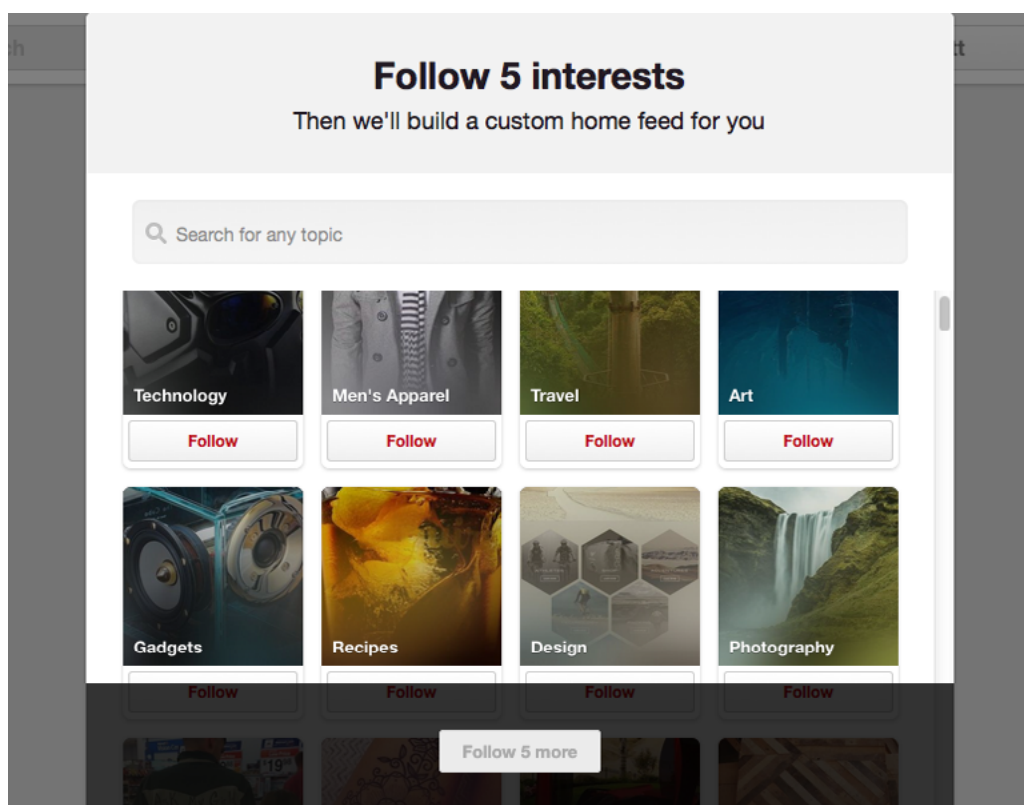 Follow 5 interests
Then we'll build a custom home feed for you
Search for any topic
Technology
Men's Apparel
Travel
Art
Follow
Follow
Follow
Follow
Gadgets
Recipes
Design
Photography
Follow
Follow
Follow
Follow
Follow 5 more
19